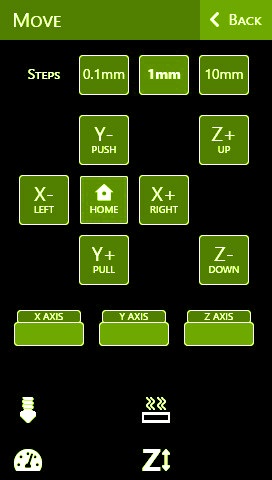 Move
Back
Steps
0.1mm
1mm
10mm
Y-
PUSH
Z+
UP
X-
LEFT
HOME
X+
RIGHT
Y+
PULL
Z-
DOWN
X AXIS
Y AXIS
Z AXIS
Z